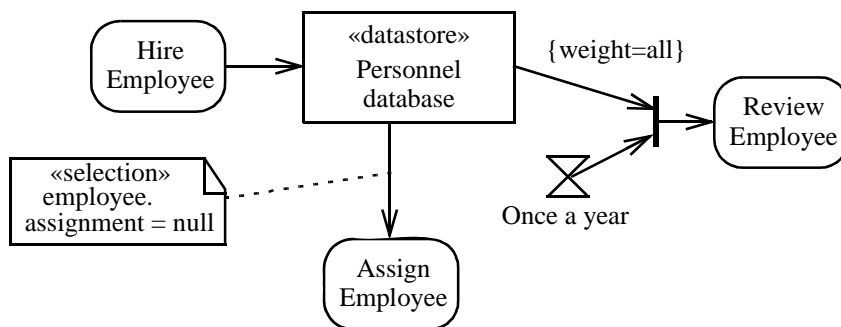 Hire
Employee
«datastore»
Personnel
database
{weight=all}
Review
Employee
«selection»
employee.
assignment = null
Once a year
Assign
Employee